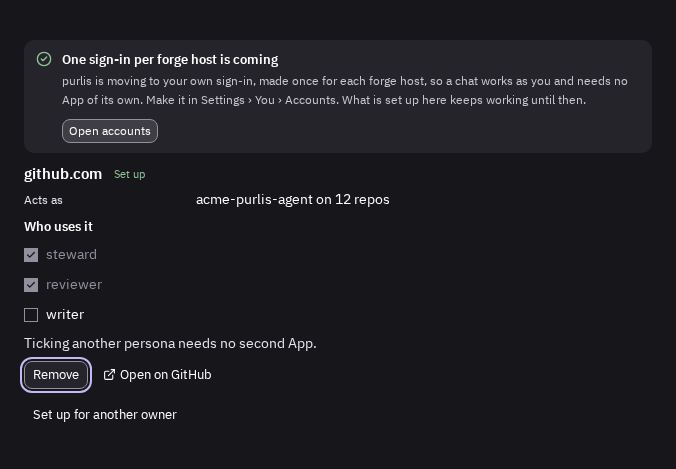 One sign-in per forge host is coming
purlis is moving to your own sign-in, made once for each forge host, so a chat works as you and needs no
App of its own. Make it in Settings › You › Accounts. What is set up here keeps working until then.
Open accounts
github.com Set up
Acts as acme-purlis-agent on 12 repos
Who uses it
steward
reviewer
writer
Ticking another persona needs no second App.
Remove Open on GitHub
Set up for another owner